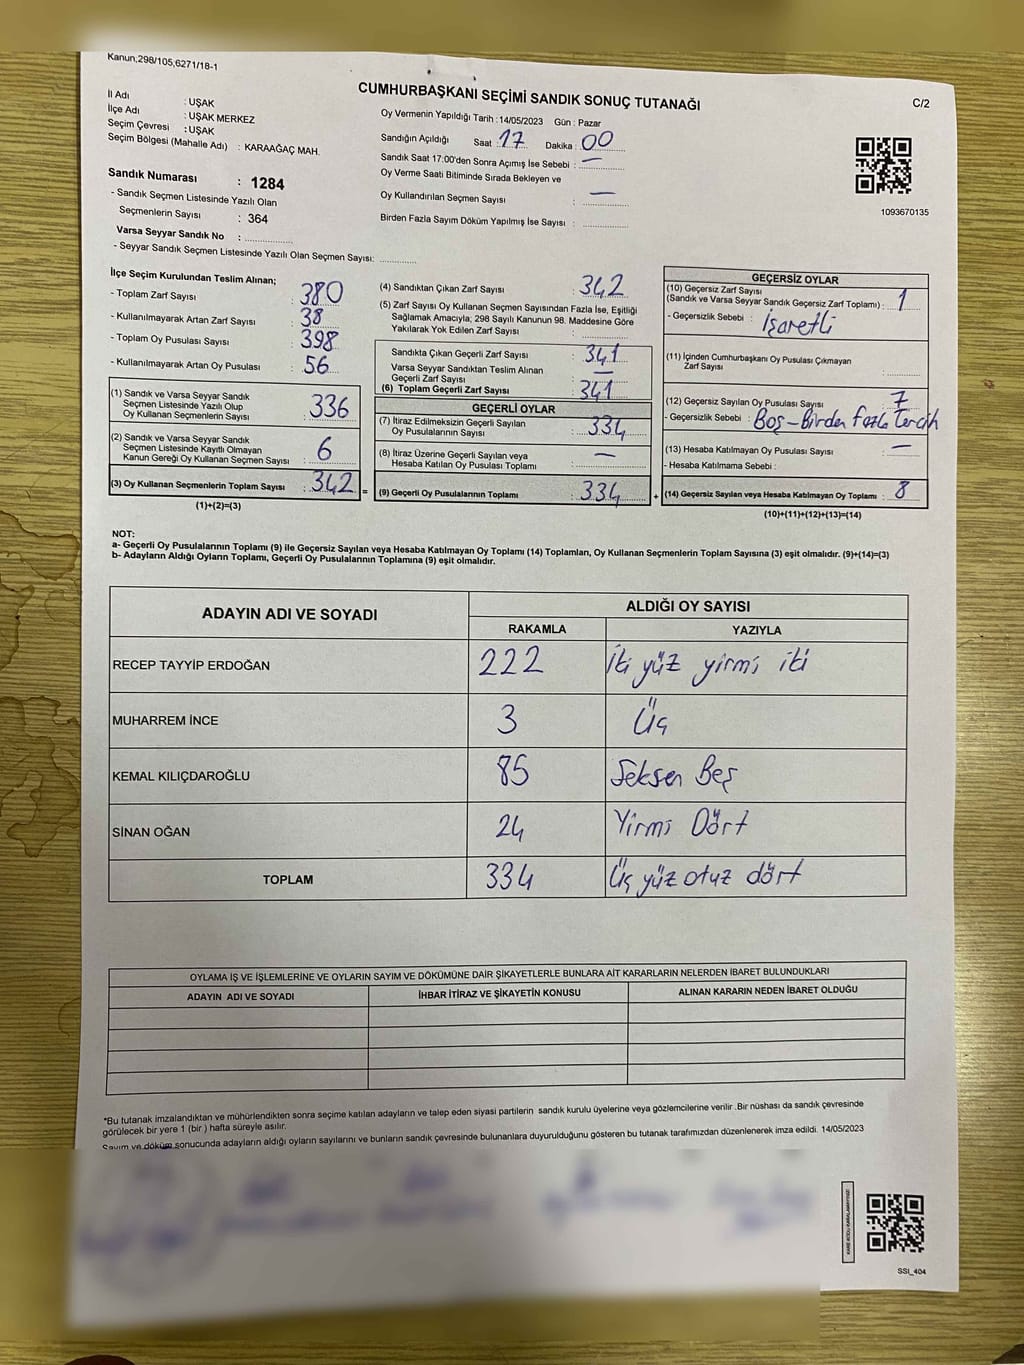 Kanun;298/105,6271/18-1
CUMHURBAŞKANI SEÇİMİ SANDIK SONUÇ TUTANAĞI
C/2
İl Adı : UŞAK
İlçe Adı : UŞAK MERKEZ
Seçim Çevresi : UŞAK
Seçim Bölgesi (Mahalle Adı) : KARAAĞAÇ MAH.
Sandık Numarası : 1284
- Sandık Seçmen Listesinde Yazılı Olan
Seçmenlerin Sayısı : 364
Varsa Seyyar Sandık No : ...............
- Seyyar Sandık Seçmen Listesinde Yazılı Olan Seçmen Sayısı: ............
Oy Vermenin Yapıldığı Tarih : 14/05/2023 Gün : Pazar
Sandığın Açıldığı Saat : 17 Dakika : 00
Sandık Saat 17:00'den Sonra Açımış İse Sebebi : —
Oy Verme Saati Bitiminde Sırada Bekleyen ve
Oy Kullandırılan Seçmen Sayısı : —
Birden Fazla Sayım Döküm Yapılmış İse Sayısı : ...............
1093670135
İlçe Seçim Kurulundan Teslim Alınan;
- Toplam Zarf Sayısı : 380
- Kullanılmayarak Artan Zarf Sayısı : 38
- Toplam Oy Pusulası Sayısı : 398
- Kullanılmayarak Artan Oy Pusulası : 56
(1) Sandık ve Varsa Seyyar Sandık
Seçmen Listesinde Yazılı Olup
Oy Kullanan Seçmenlerin Sayısı : 336
(2) Sandık ve Varsa Seyyar Sandık
Seçmen Listesinde Kayıtlı Olmayan
Kanun Gereği Oy Kullanan Seçmen Sayısı : 6
(3) Oy Kullanan Seçmenlerin Toplam Sayısı : 342 =
(1)+(2)=(3)
(4) Sandıktan Çıkan Zarf Sayısı : 342
(5) Zarf Sayısı Oy Kullanan Seçmen Sayısından Fazla İse, Eşitliği
Sağlamak Amacıyla, 298 Sayılı Kanunun 98. Maddesine Göre
Yakılarak Yok Edilen Zarf Sayısı : ...............
Sandıkta Çıkan Geçerli Zarf Sayısı : 341
Varsa Seyyar Sandıktan Teslim Alınan
Geçerli Zarf Sayısı : —
(6) Toplam Geçerli Zarf Sayısı : 341
GEÇERLİ OYLAR
(7) İtiraz Edilmeksizin Geçerli Sayılan
Oy Pusulalarının Sayısı : 334
(8) İtiraz Üzerine Geçerli Sayılan veya
Hesaba Katılan Oy Pusulası Toplamı : —
(9) Geçerli Oy Pusulalarının Toplamı : 334 +
GEÇERSİZ OYLAR
(10) Geçersiz Zarf Sayısı
(Sandık ve Varsa Seyyar Sandık Geçersiz Zarf Toplamı) : 1
- Geçersizlik Sebebi : İşaretli
(11) İçinden Cumhurbaşkanı Oy Pusulası Çıkmayan
Zarf Sayısı : ............
(12) Geçersiz Sayılan Oy Pusulası Sayısı : 7
- Geçersizlik Sebebi : Boş – Birden fazla Tercih
(13) Hesaba Katılmayan Oy Pusulası Sayısı : —
- Hesaba Katılmama Sebebi :
(14) Geçersiz Sayılan veya Hesaba Katılmayan Oy Toplamı : 8
(10)+(11)+(12)+(13)=(14)
NOT:
a- Geçerli Oy Pusulalarının Toplamı (9) ile Geçersiz Sayılan veya Hesaba Katılmayan Oy Toplamı (14) Toplamları, Oy Kullanan Seçmenlerin Toplam Sayısına (3) eşit olmalıdır. (9)+(14)=(3)
b- Adayların Aldığı Oyların Toplamı, Geçerli Oy Pusulalarının Toplamına (9) eşit olmalıdır.
ADAYIN ADI VE SOYADI ALDIĞI OY SAYISI
RAKAMLA YAZIYLA
RECEP TAYYİP ERDOĞAN 222 İki yüz yirmi iki
MUHARREM İNCE 3 Üç
KEMAL KILIÇDAROĞLU 85 Seksen Beş
SİNAN OĞAN 24 Yirmi Dört
TOPLAM 334 Üç yüz otuz dört
OYLAMA İŞ VE İŞLEMLERİNE VE OYLARIN SAYIM VE DÖKÜMÜNE DAİR ŞİKAYETLERLE BUNLARA AİT KARARLARIN NELERDEN İBARET BULUNDUKLARI
ADAYIN ADI VE SOYADI İHBAR İTİRAZ VE ŞİKAYETİN KONUSU ALINAN KARARIN NEDEN İBARET OLDUĞU
*Bu tutanak imzalandıktan ve mühürlendikten sonra seçime katılan adayların ve talep eden siyasi partilerin sandık kurulu üyelerine veya gözlemcilerine verilir .Bir nüshası da sandık çevresinde
görülecek bir yere 1 (bir ) hafta süreyle asılır.
Sayım ve döküm sonucunda adayların aldığı oyların sayılarını ve bunların sandık çevresinde bulunanlara duyurulduğunu gösteren bu tutanak tarafımızdan düzenlenerek imza edildi. 14/05/2023
KARE KODU KARALAMAYINIZ!
SSI_404